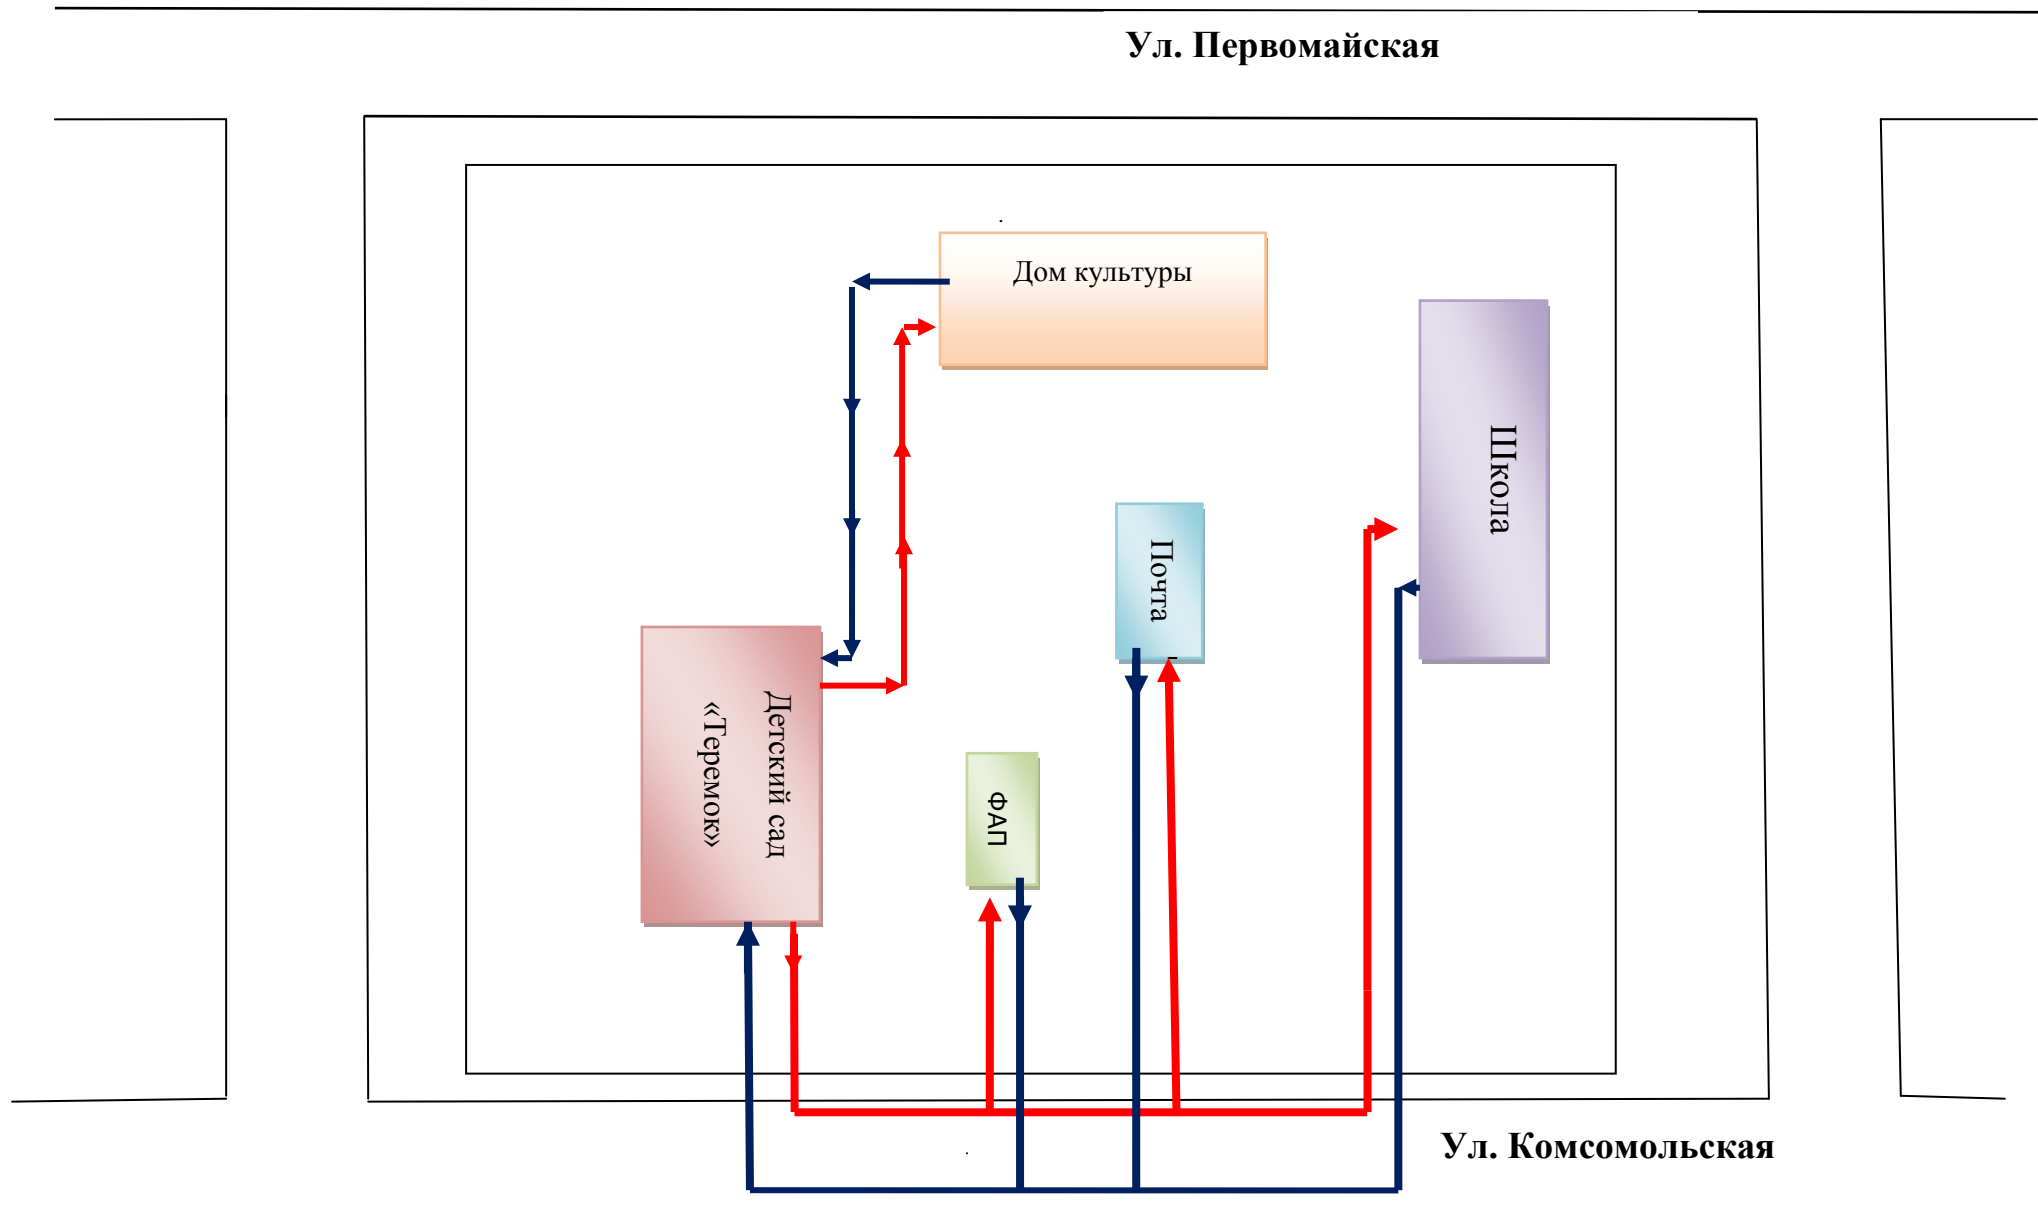 Ул. Первомайская
Дом культуры
Школа
Почта
Детский сад
«Теремок»
ФАП
Ул. Комсомольская